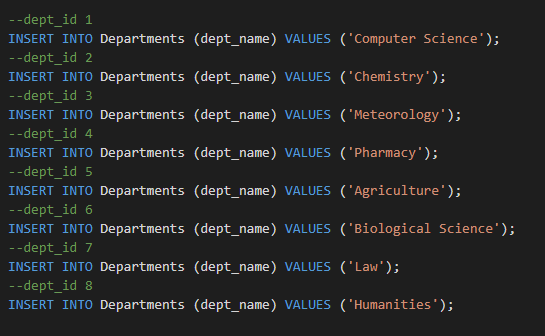 --dept_id 1
INSERT INTO Departments (dept_name) VALUES ('Computer Science');
--dept_id 2
INSERT INTO Departments (dept_name) VALUES ('Chemistry');
--dept_id 3
INSERT INTO Departments (dept_name) VALUES ('Meteorology');
--dept_id 4
INSERT INTO Departments (dept_name) VALUES ('Pharmacy');
--dept_id 5
INSERT INTO Departments (dept_name) VALUES ('Agriculture');
--dept_id 6
INSERT INTO Departments (dept_name) VALUES ('Biological Science');
--dept_id 7
INSERT INTO Departments (dept_name) VALUES ('Law');
--dept_id 8
INSERT INTO Departments (dept_name) VALUES ('Humanities');